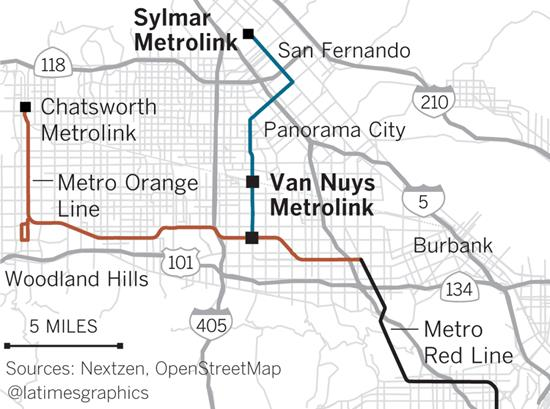 Sylmar
Metrolink
San Fernando
118
Chatsworth
Metrolink
210
Panorama City
Metro Orange
Line
Van Nuys
Metrolink
5
Burbank
Woodland Hills
101
134
5 MILES
405
Metro
Red Line
Sources: Nextzen, OpenStreetMap
@latimesgraphics